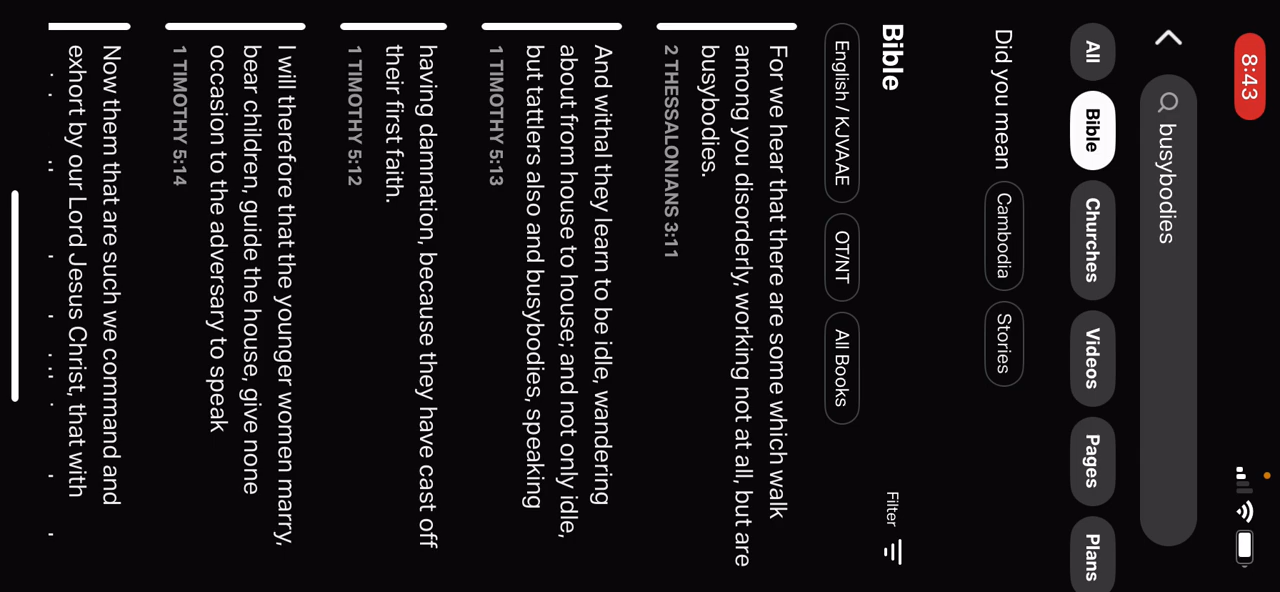 8:43
busybodies
All Bible Churches Videos Pages Plans
Did you mean Cambodia Stories
Bible Filter
English / KJVAAE OT/NT All Books
For we hear that there are some which walk
among you disorderly, working not at all, but are
busybodies.
2 THESSALONIANS 3:11
And withal they learn to be idle, wandering
about from house to house; and not only idle,
but tattlers also and busybodies, speaking
1 TIMOTHY 5:13
having damnation, because they have cast off
their first faith.
1 TIMOTHY 5:12
I will therefore that the younger women marry,
bear children, guide the house, give none
occasion to the adversary to speak
1 TIMOTHY 5:14
Now them that are such we command and
exhort by our Lord Jesus Christ, that with